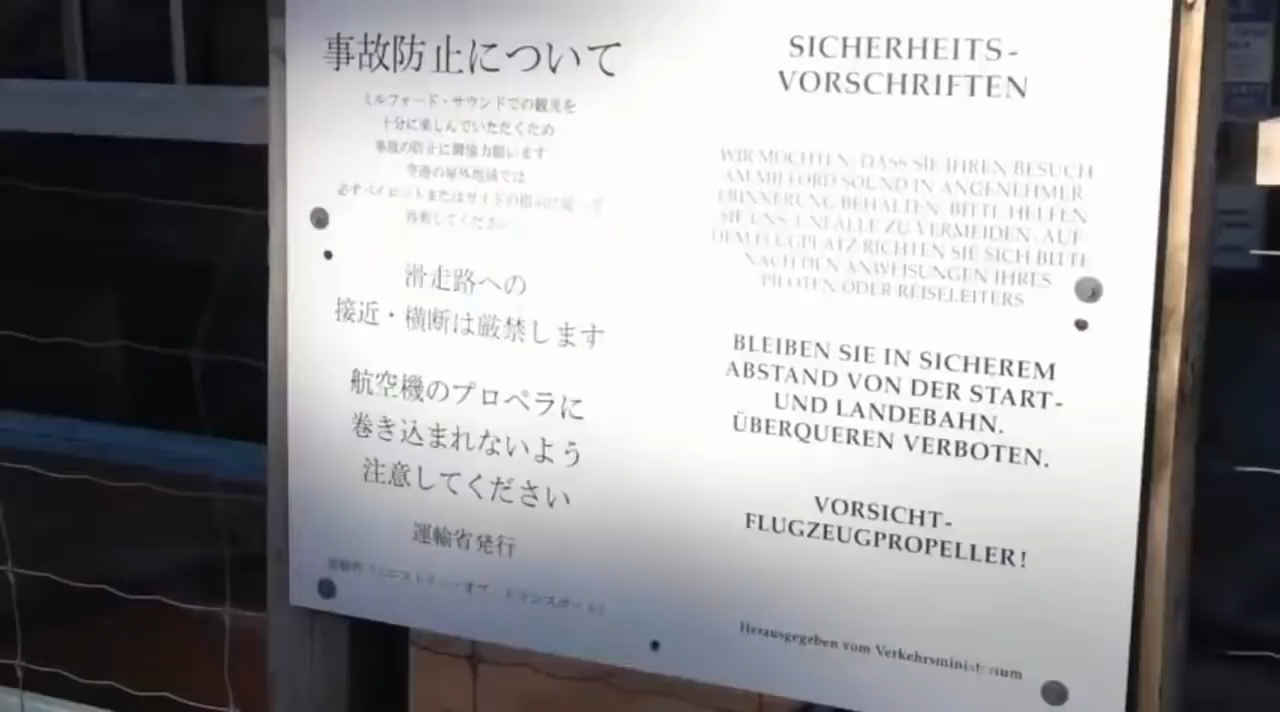 事故防止について
ミルフォード・サウンドでの観光を
十分に楽しんでいただくため
事故の防止に御協力願います
空港の屋外地域では
必ずパイロットまたはガイドの指示に
移動してください
滑走路への
接近・横断は厳禁します
航空機のプロペラに
巻き込まれないよう
注意してください
運輸省発行
SICHERHEITS-
VORSCHRIFTEN
WIR MÖCHTEN, DASS SIE IHREN BESUCH
AM MILFORD SOUND IN ANGENEHMER
ERINNERUNG BEHALTEN. BITTE HELFEN
SIE UNS, UNFÄLLE ZU VERMEIDEN: AUF
DEM FLUGPLATZ RICHTEN SIE SICH BITTE
NACH DEN ANWEISUNGEN IHRES
PILOTEN ODER REISELEITERS
BLEIBEN SIE IN SICHEREM
ABSTAND VON DER START-
UND LANDEBAHN.
ÜBERQUEREN VERBOTEN.
VORSICHT-
FLUGZEUGPROPELLER!
Herausgegeben vom Verkehrsministerium